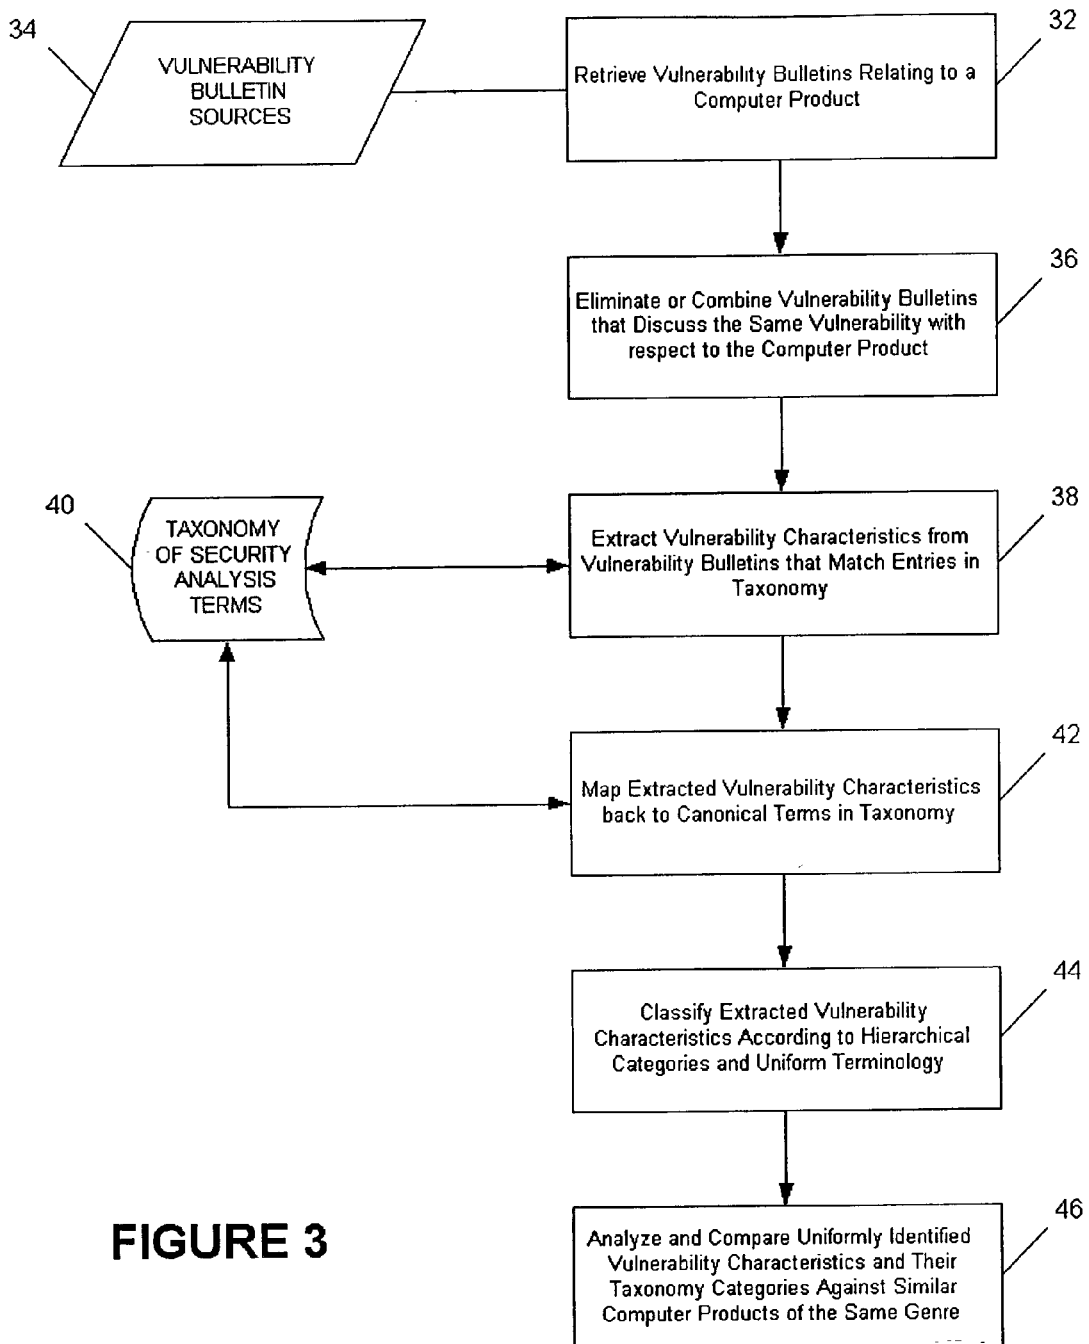 34
VULNERABILITY
BULLETIN
SOURCES
32
Retrieve Vulnerability Bulletins Relating to a
Computer Product
36
Eliminate or Combine Vulnerability Bulletins
that Discuss the Same Vulnerability with
respect to the Computer Product
40
TAXONOMY
OF SECURITY
ANALYSIS
TERMS
38
Extract Vulnerability Characteristics from
Vulnerability Bulletins that Match Entries in
Taxonomy
42
Map Extracted Vulnerability Characteristics
back to Canonical Terms in Taxonomy
44
Classify Extracted Vulnerability
Characteristics According to Hierarchical
Categories and Uniform Terminology
46
Analyze and Compare Uniformly Identified
Vulnerability Characteristics and Their
Taxonomy Categories Against Similar
Computer Products of the Same Genre
FIGURE 3